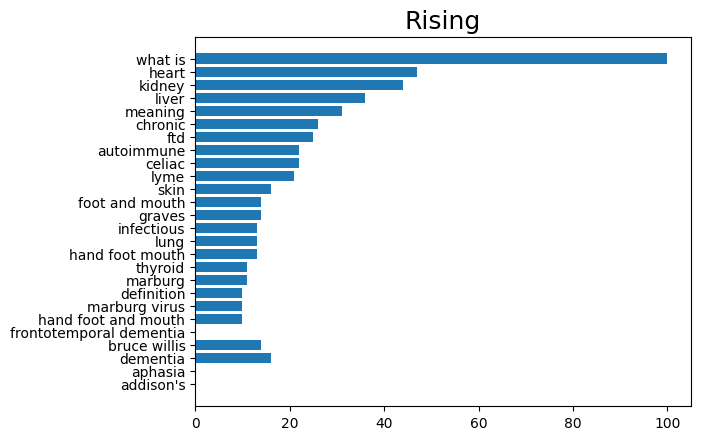 Rising
what is
heart
kidney
liver
meaning
chronic
ftd
autoimmune
celiac
lyme
skin
foot and mouth
graves
infectious
lung
hand foot mouth
thyroid
marburg
definition
marburg virus
hand foot and mouth
frontotemporal dementia
bruce willis
dementia
aphasia
addison's
0 20 40 60 80 100